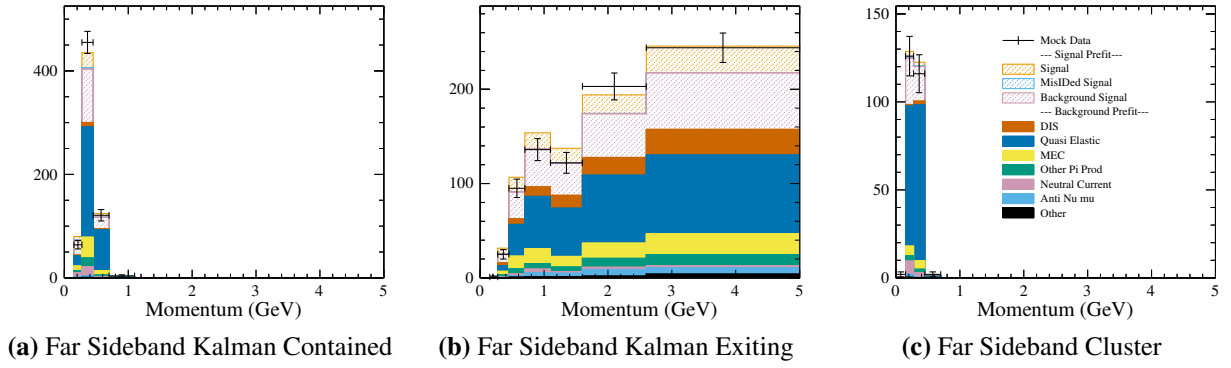 400
200
0
0 1 2 3 4 5
Momentum (GeV)
(a) Far Sideband Kalman Contained
200
100
0
0 1 2 3 4 5
Momentum (GeV)
(b) Far Sideband Kalman Exiting
150
100
50
0
0 1 2 3 4 5
Momentum (GeV)
Mock Data
--- Signal Prefit---
Signal
MisIDed Signal
Background Signal
--- Background Prefit---
DIS
Quasi Elastic
MEC
Other Pi Prod
Neutral Current
Anti Nu mu
Other
(c) Far Sideband Cluster